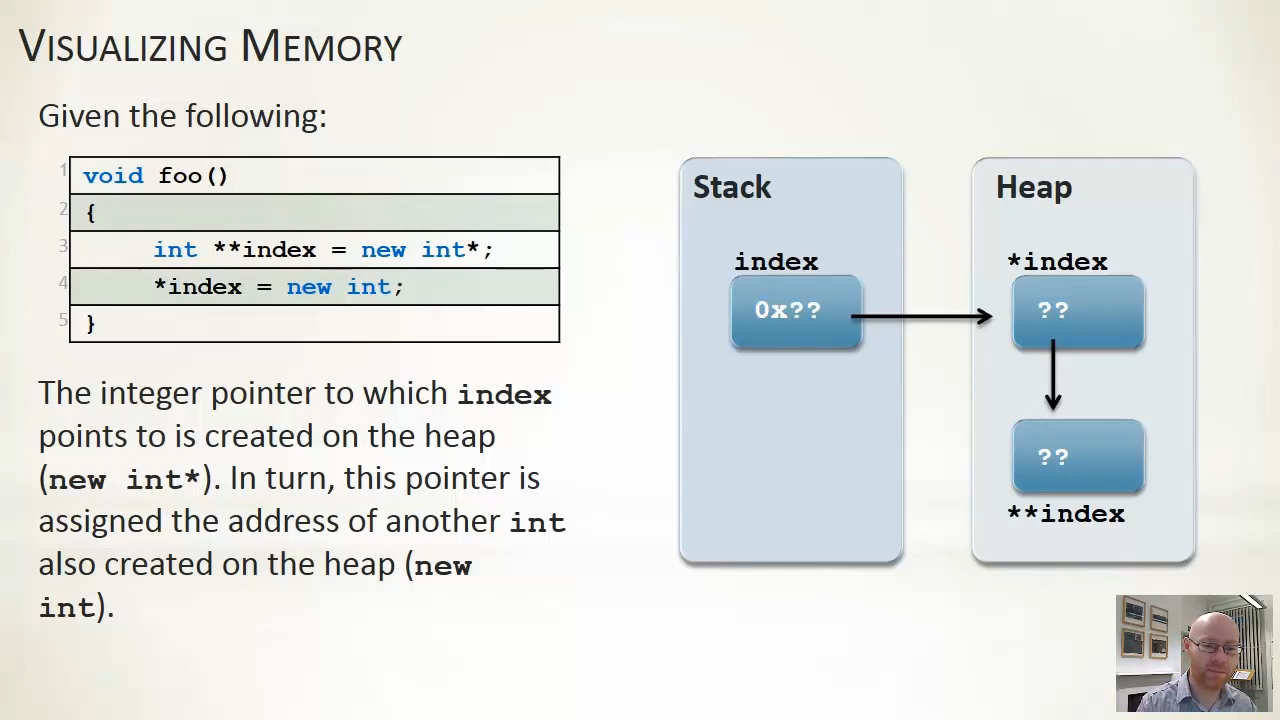 VISUALIZING MEMORY
Given the following:
1 void foo()
2 {
3 int **index = new int*;
4 *index = new int;
5 }
The integer pointer to which index
points to is created on the heap
(new int*). In turn, this pointer is
assigned the address of another int
also created on the heap (new
int).
Stack
index
0x??
Heap
*index
??
??
**index